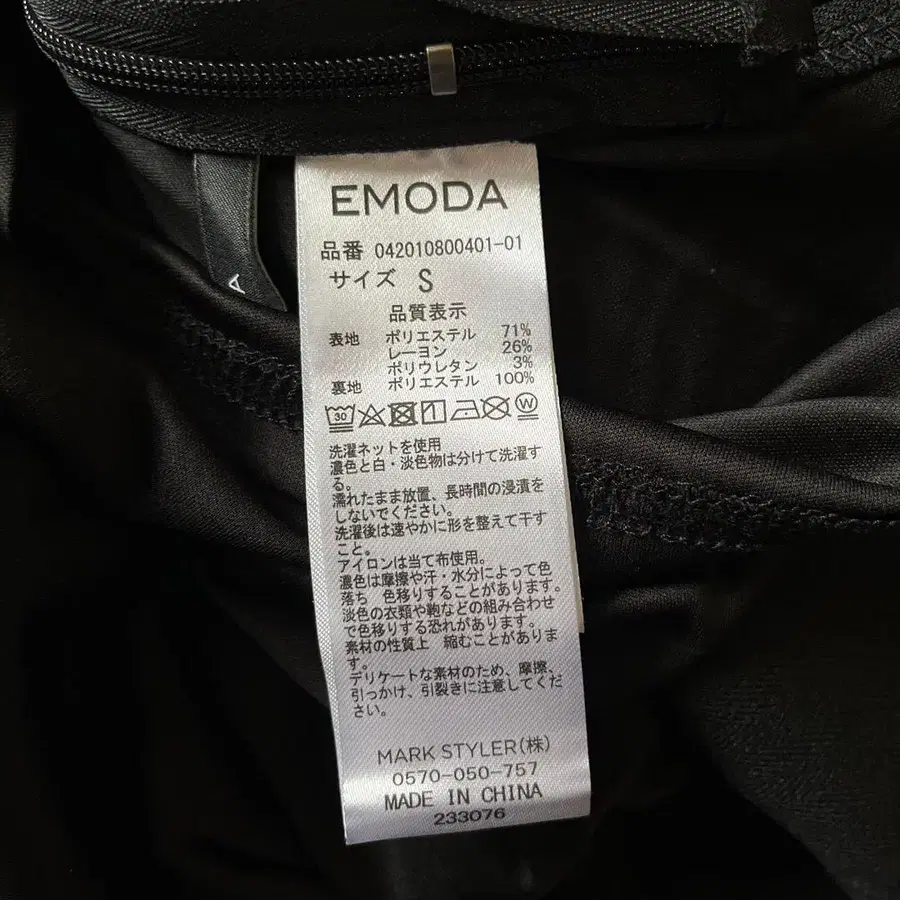 EMODA
品番 042010800401-01
サイズ S
品質表示
表地 ポリエステル 71%
レーヨン 26%
ポリウレタン 3%
裏地 ポリエステル 100%
30 W
洗濯ネットを使用
濃色と白・淡色物は分けて洗濯す
る。
濡れたまま放置、長時間の浸漬を
しないでください。
洗濯後は速やかに形を整えて干す
こと。
アイロンは当て布使用。
濃色は摩擦や汗・水分によって色
落ち 色移りすることがあります。
淡色の衣類や鞄などの組み合わせ
で色移りする恐れがあります。
素材の性質上 縮むことがありま
す。
デリケートな素材のため、摩擦、
引っかけ、引裂きに注意してくだ
さい。
MARK STYLER(株)
0570-050-757
MADE IN CHINA
233076
A